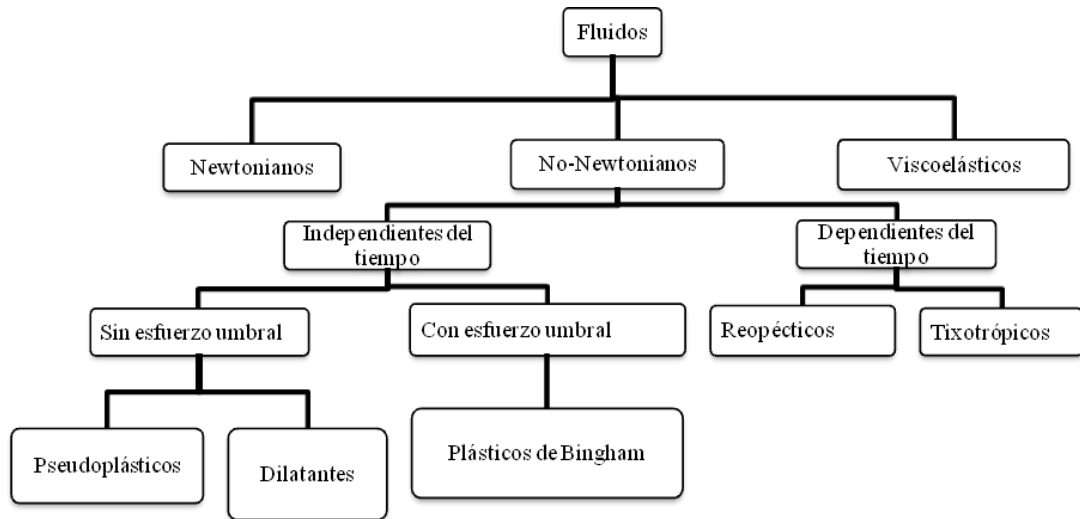 Fluidos
Newtonianos
No-Newtonianos
Viscoelásticos
Independientes del
tiempo
Dependientes del
tiempo
Sin esfuerzo umbral
Con esfuerzo umbral
Reopécticos
Tixotrópicos
Pseudoplásticos
Dilatantes
Plásticos de Bingham